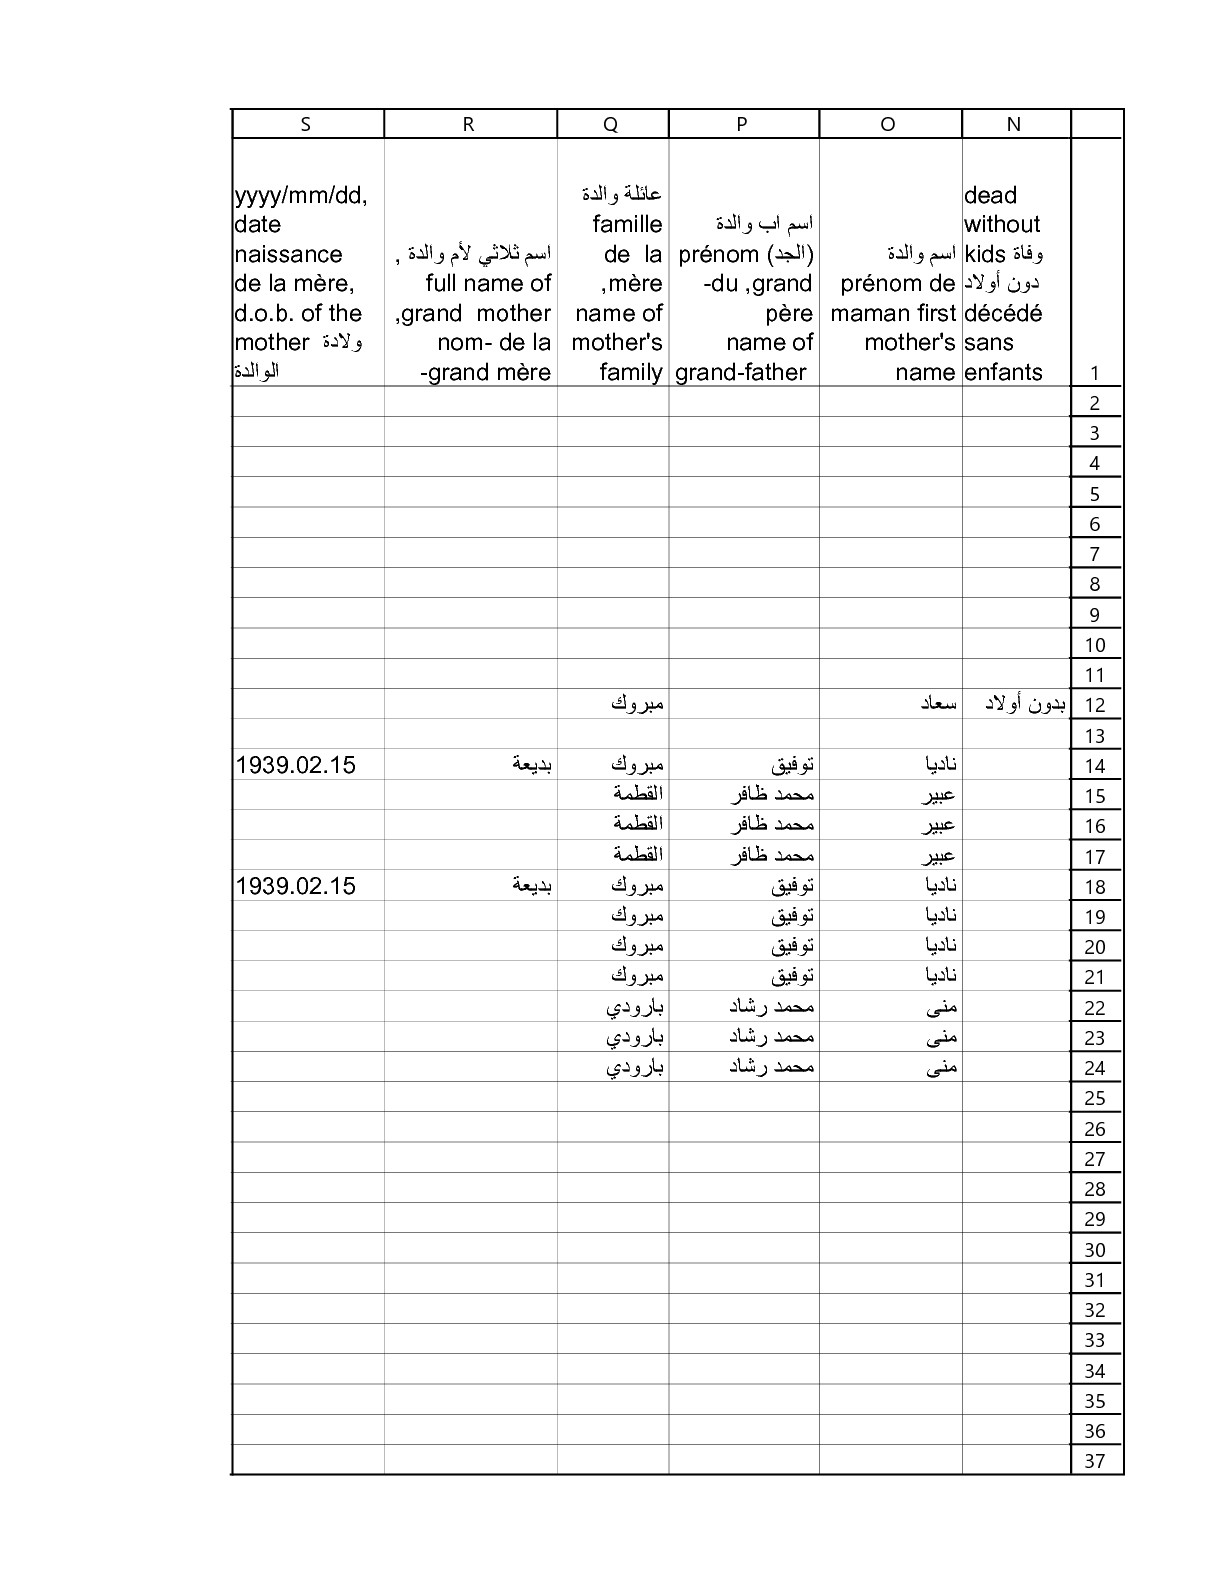 S R Q P O N
yyyy/mm/dd,
date
naissance
de la mère,
d.o.b. of the
mother ولادة
الوالدة
اسم ثلاثي لأم والدة ,
full name of
,grand mother
nom- de la
-grand mère
عائلة والدة
famille
de la
,mère
name of
mother's
family
اسم اب والدة
prénom (الجد)
-du ,grand
père
name of
grand-father
اسم والدة
prénom de
maman first
mother's
name
dead
without
kids وفاة
دون أولاد
décédé
sans
enfants
1
2
3
4
5
6
7
8
9
10
11
مبروك سعاد بدون أولاد 12
13
1939.02.15 بديعة مبروك توفيق ناديا 14
القطمة محمد ظافر عبير 15
القطمة محمد ظافر عبير 16
القطمة محمد ظافر عبير 17
1939.02.15 بديعة مبروك توفيق ناديا 18
مبروك توفيق ناديا 19
مبروك توفيق ناديا 20
مبروك توفيق ناديا 21
بارودي محمد رشاد منى 22
بارودي محمد رشاد منى 23
بارودي محمد رشاد منى 24
25
26
27
28
29
30
31
32
33
34
35
36
37